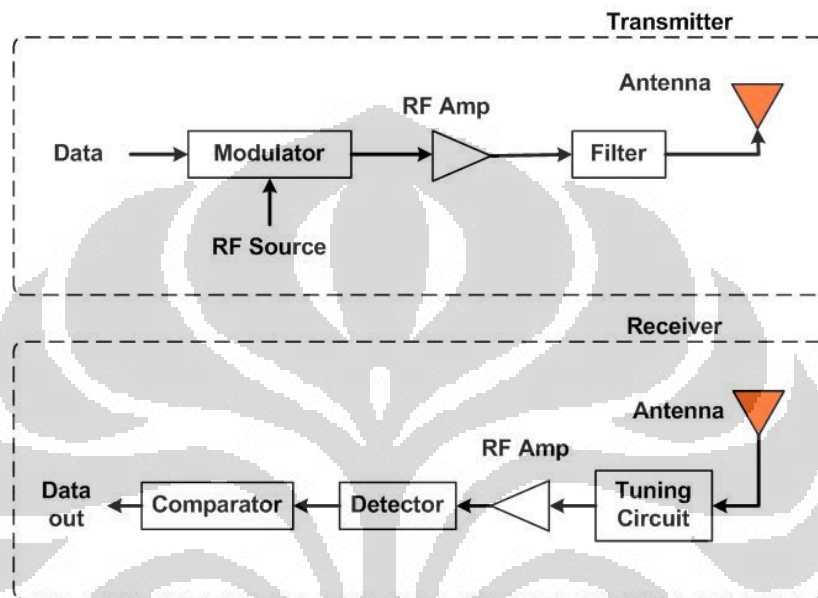 Transmitter
Antenna
RF Amp
Data
Modulator
Filter
RF Source
Receiver
Antenna
RF Amp
Data
out
Comparator
Detector
Tuning
Circuit